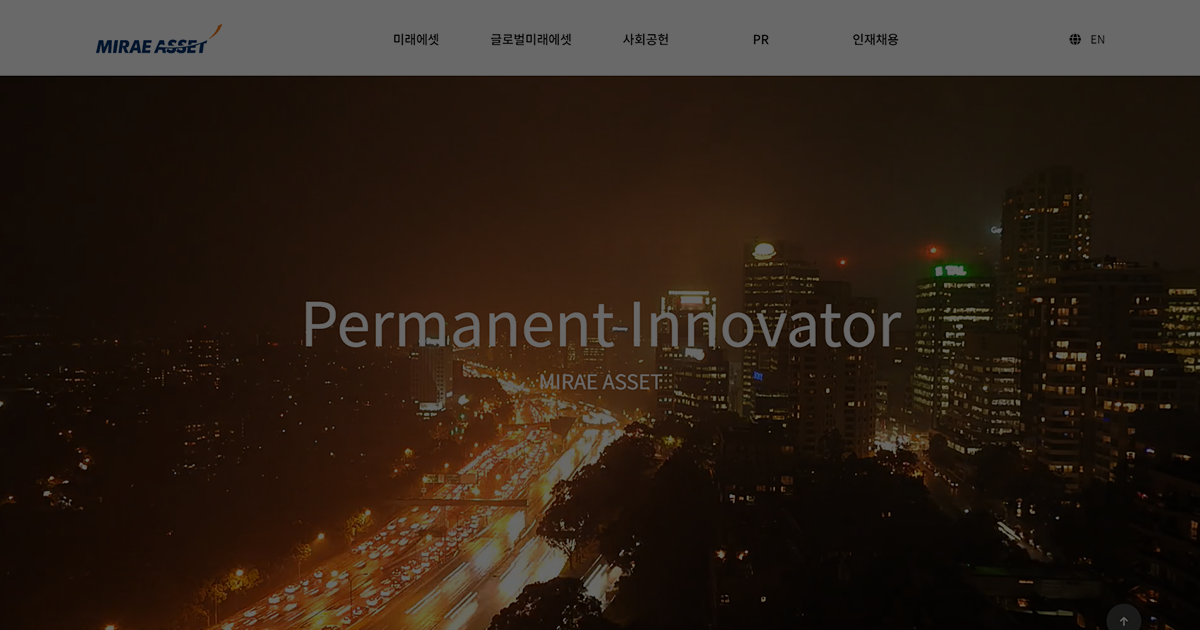 MIRAE ASSET
미래에셋
글로벌미래에셋
사회공헌
PR
인재채용
EN
Permanent-Innovator
MIRAE ASSET